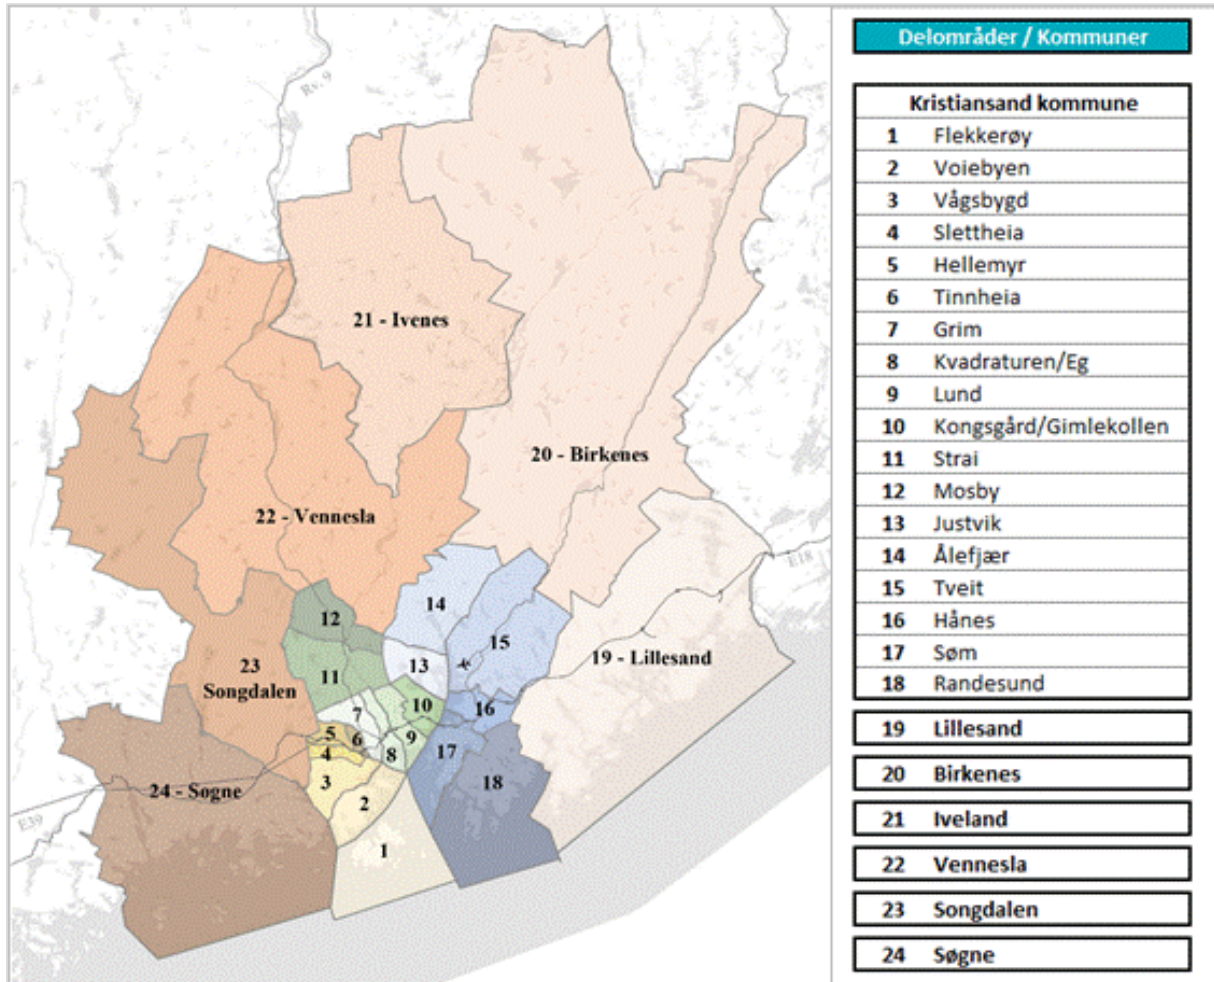 Rv. 9
21 - Ivenes
20 - Birkenes
22 - Vennesla
E18
14
12
15
13
19 - Lillesand
11
23
Songdalen
10
16
7
5
6
9
17
4
8
3
18
24 - Sogne
2
E39
1
Delområder / Kommuner
Kristiansand kommune
1 Flekkerøy
2 Voiebyen
3 Vågsbygd
4 Slettheia
5 Hellemyr
6 Tinnheia
7 Grim
8 Kvadraturen/Eg
9 Lund
10 Kongsgård/Gimlekollen
11 Strai
12 Mosby
13 Justvik
14 Ålefjær
15 Tveit
16 Hånes
17 Søm
18 Randesund
19 Lillesand
20 Birkenes
21 Iveland
22 Vennesla
23 Songdalen
24 Søgne